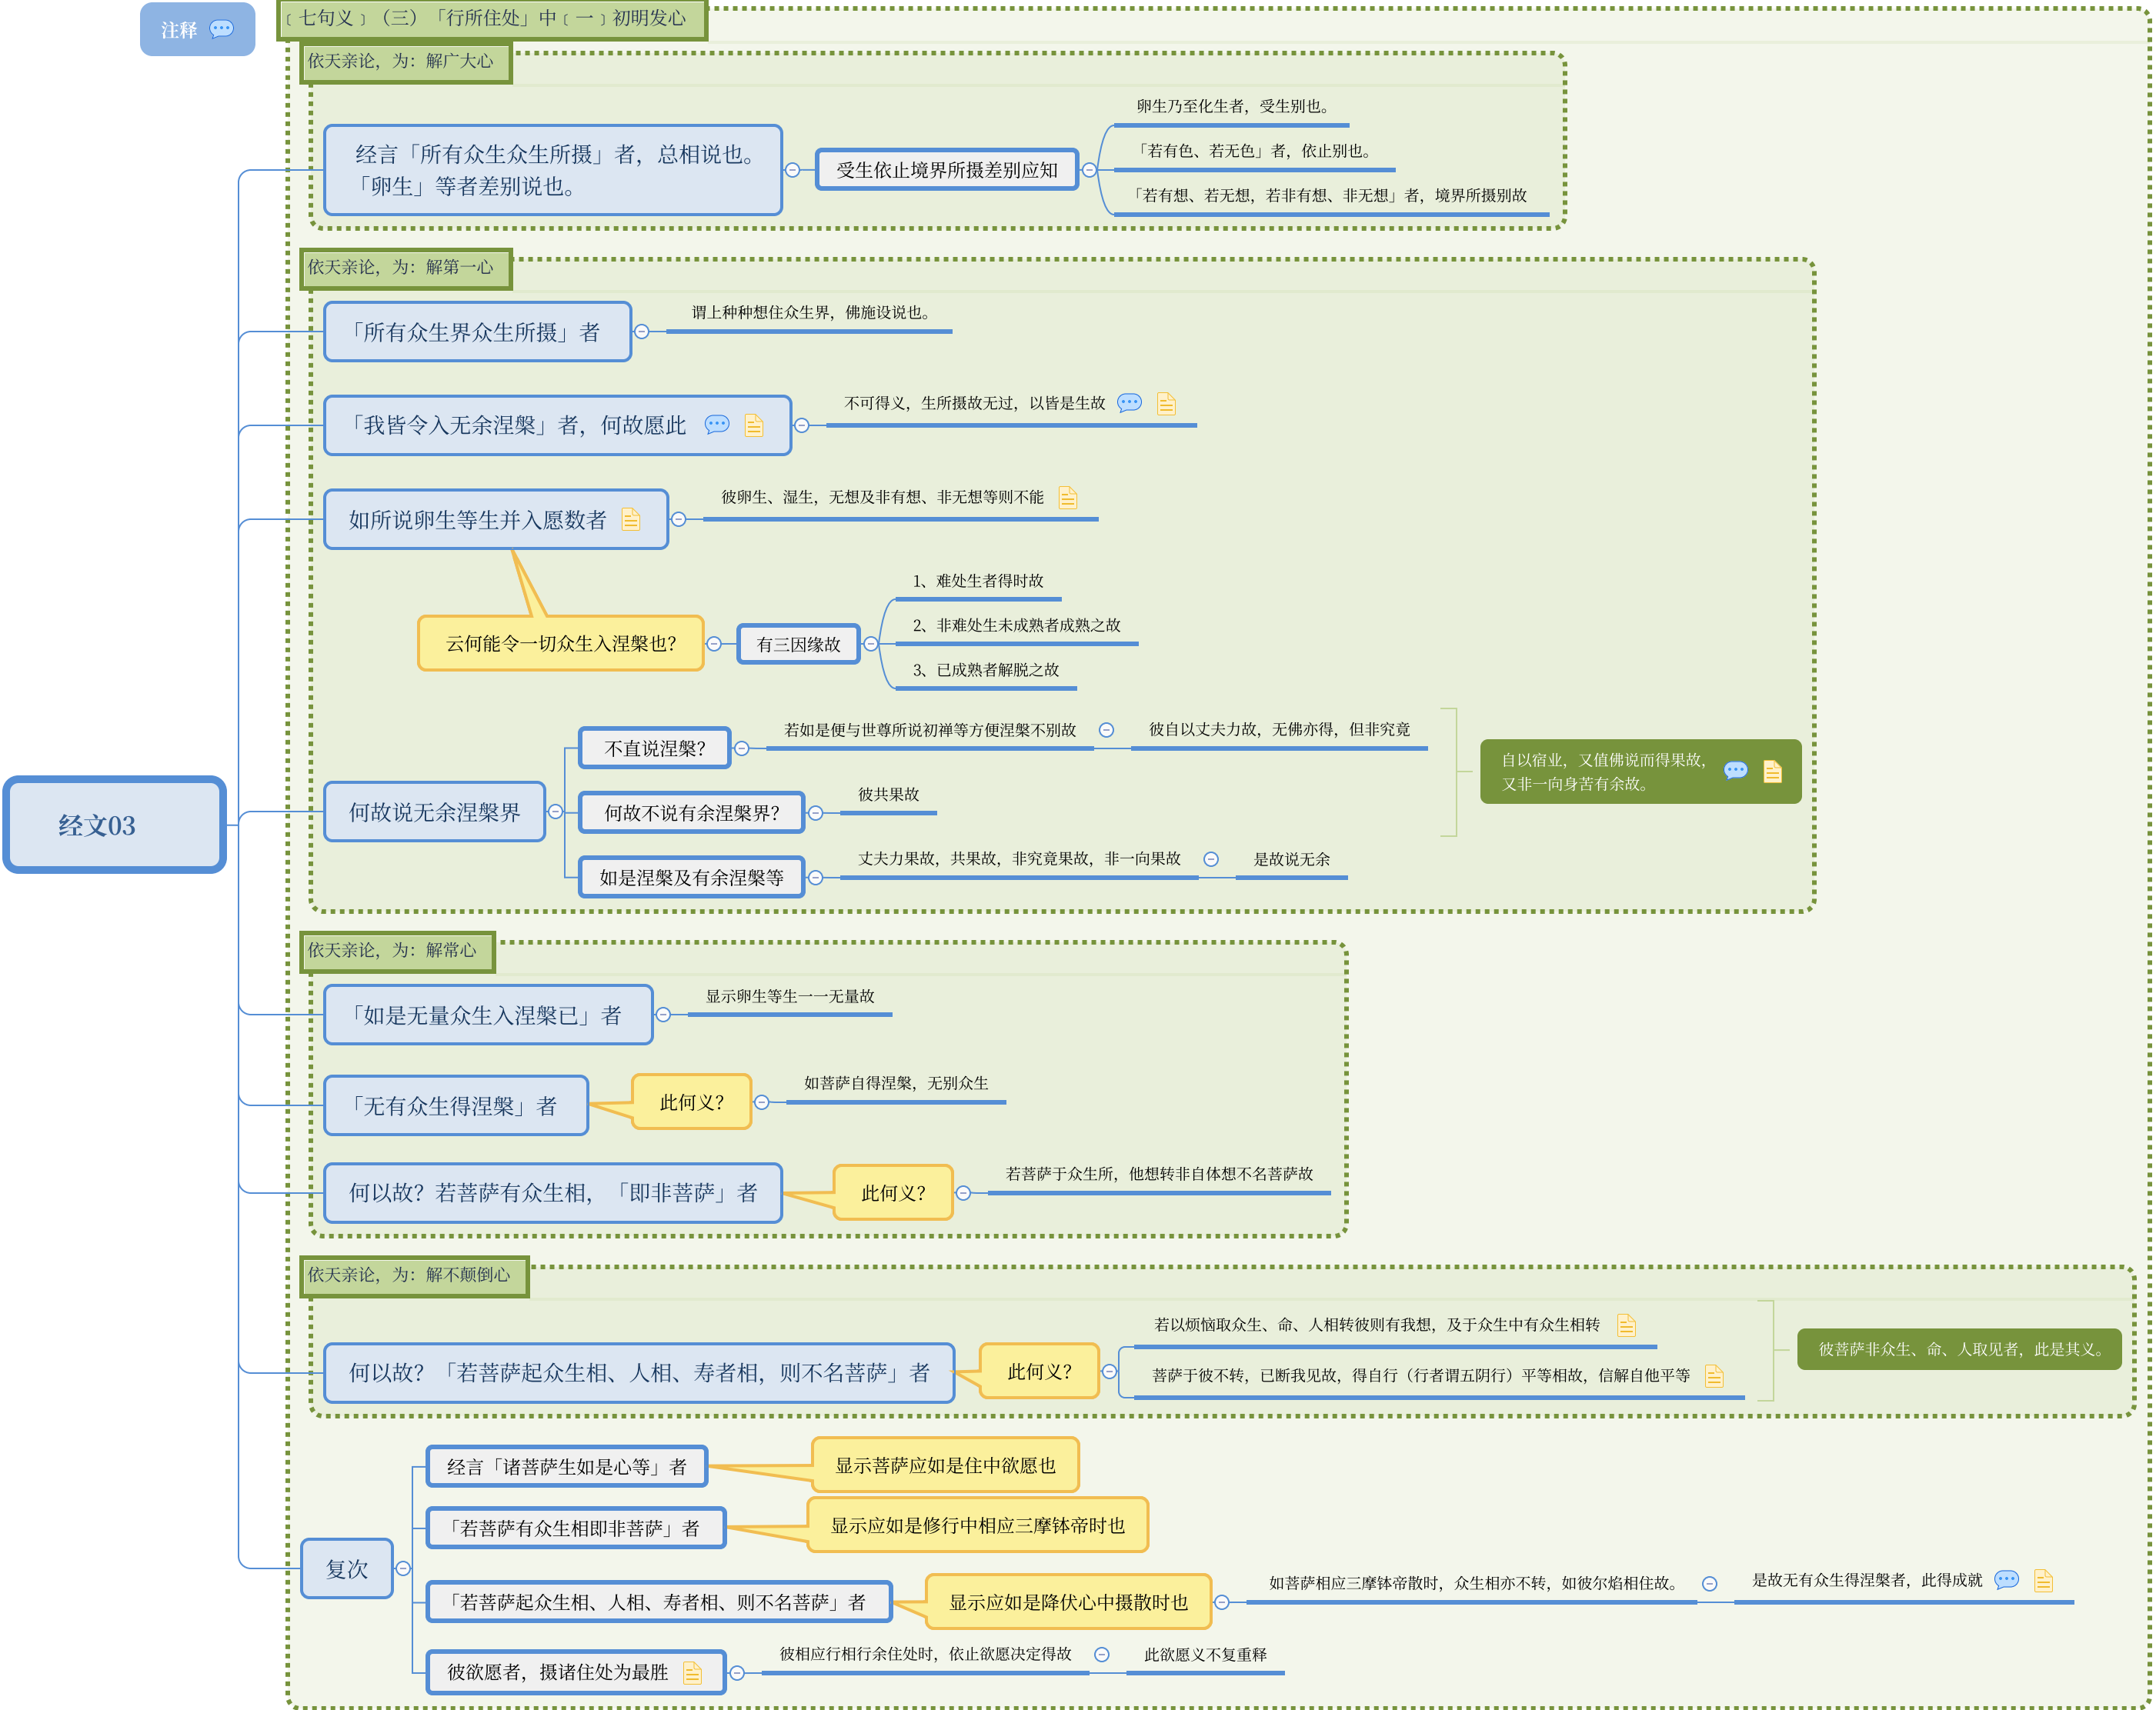 注释
﹝七句义﹞（三）「行所住处」中﹝一﹞初明发心
依天亲论，为：解广大心
经言「所有众生众生所摄」者，总相说也。
「卵生」等者差别说也。
受生依止境界所摄差别应知
卵生乃至化生者，受生别也。
「若有色、若无色」者，依止别也。
「若有想、若无想，若非有想、非无想」者，境界所摄别故
依天亲论，为：解第一心
「所有众生界众生所摄」者
谓上种种想住众生界，佛施设说也。
「我皆令入无余涅槃」者，何故愿此
不可得义，生所摄故无过，以皆是生故
如所说卵生等生并入愿数者
彼卵生、湿生，无想及非有想、非无想等则不能
云何能令一切众生入涅槃也？
有三因缘故
1、难处生者得时故
2、非难处生未成熟者成熟之故
3、已成熟者解脱之故
经文03
何故说无余涅槃界
不直说涅槃？
若如是便与世尊所说初禅等方便涅槃不别故
彼自以丈夫力故，无佛亦得，但非究竟
何故不说有余涅槃界？
彼共果故
如是涅槃及有余涅槃等
丈夫力果故，共果故，非究竟果故，非一向果故
是故说无余
自以宿业，又值佛说而得果故，
又非一向身苦有余故。
依天亲论，为：解常心
「如是无量众生入涅槃已」者
显示卵生等生一一无量故
「无有众生得涅槃」者
此何义？
如菩萨自得涅槃，无别众生
何以故？若菩萨有众生相，「即非菩萨」者
此何义？
若菩萨于众生所，他想转非自体想不名菩萨故
依天亲论，为：解不颠倒心
何以故？「若菩萨起众生相、人相、寿者相，则不名菩萨」者
此何义？
若以烦恼取众生、命、人相转彼则有我想，及于众生中有众生相转
菩萨于彼不转，已断我见故，得自行（行者谓五阴行）平等相故，信解自他平等
彼菩萨非众生、命、人取见者，此是其义。
复次
经言「诸菩萨生如是心等」者
显示菩萨应如是住中欲愿也
「若菩萨有众生相即非菩萨」者
显示应如是修行中相应三摩钵帝时也
「若菩萨起众生相、人相、寿者相、则不名菩萨」者
显示应如是降伏心中摄散时也
如菩萨相应三摩钵帝散时，众生相亦不转，如彼尔焰相住故。
是故无有众生得涅槃者，此得成就
彼欲愿者，摄诸住处为最胜
彼相应行相行余住处时，依止欲愿决定得故
此欲愿义不复重释